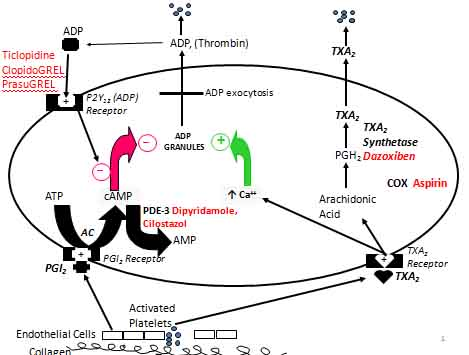 ADP
ADP, (Thrombin)
TXA₂
Ticlopidine
ClopidoGREL
PrasuGREL
+
P2Y₁₂ (ADP)
Receptor
ADP exocytosis
ADP
GRANULES
−
+
−
TXA₂
TXA₂
Synthetase
PGH₂ Dazoxiben
COX Aspirin
↑ Ca⁺⁺
ATP
cAMP
Arachidonic
Acid
PDE-3 Dipyridamole,
Cilostazol
AC
AMP
+
PGI₂ Receptor
PGI₂
+
TXA₂
Receptor
TXA₂
Activated
Platelets
Endothelial Cells
Collagen